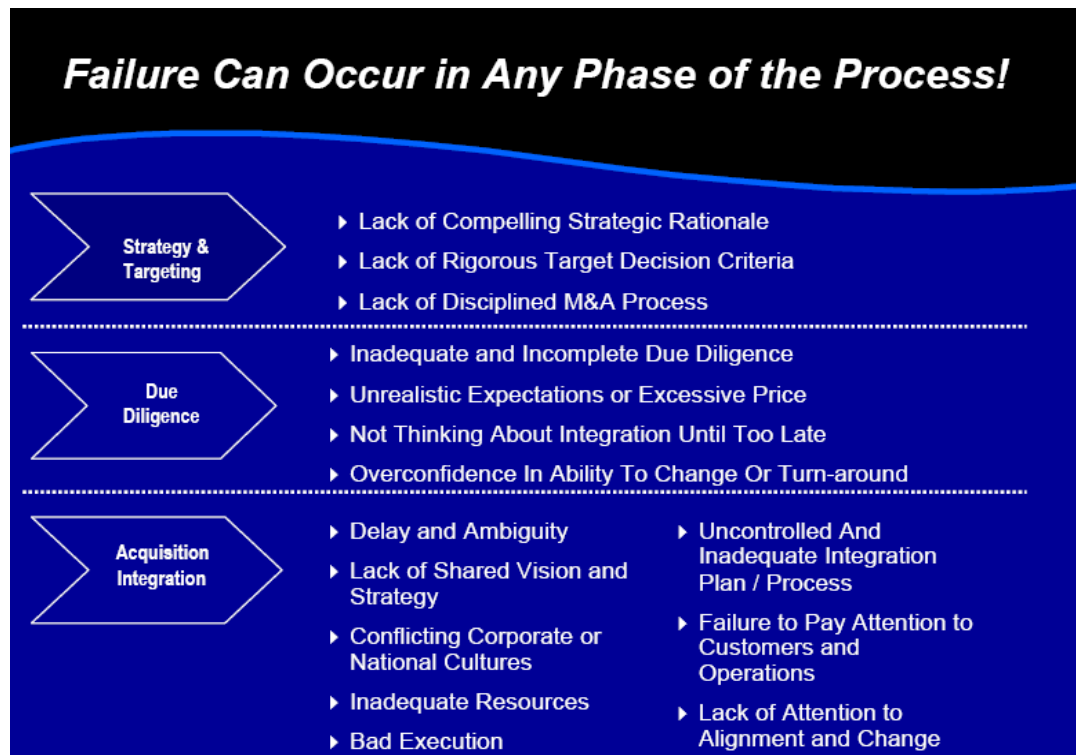 Failure Can Occur in Any Phase of the Process!
Strategy &
Targeting
Lack of Compelling Strategic Rationale
Lack of Rigorous Target Decision Criteria
Lack of Disciplined M&A Process
Due
Diligence
Inadequate and Incomplete Due Diligence
Unrealistic Expectations or Excessive Price
Not Thinking About Integration Until Too Late
Overconfidence In Ability To Change Or Turn-around
Acquisition
Integration
Delay and Ambiguity
Lack of Shared Vision and
Strategy
Conflicting Corporate or
National Cultures
Inadequate Resources
Bad Execution
Uncontrolled And
Inadequate Integration
Plan / Process
Failure to Pay Attention to
Customers and
Operations
Lack of Attention to
Alignment and Change